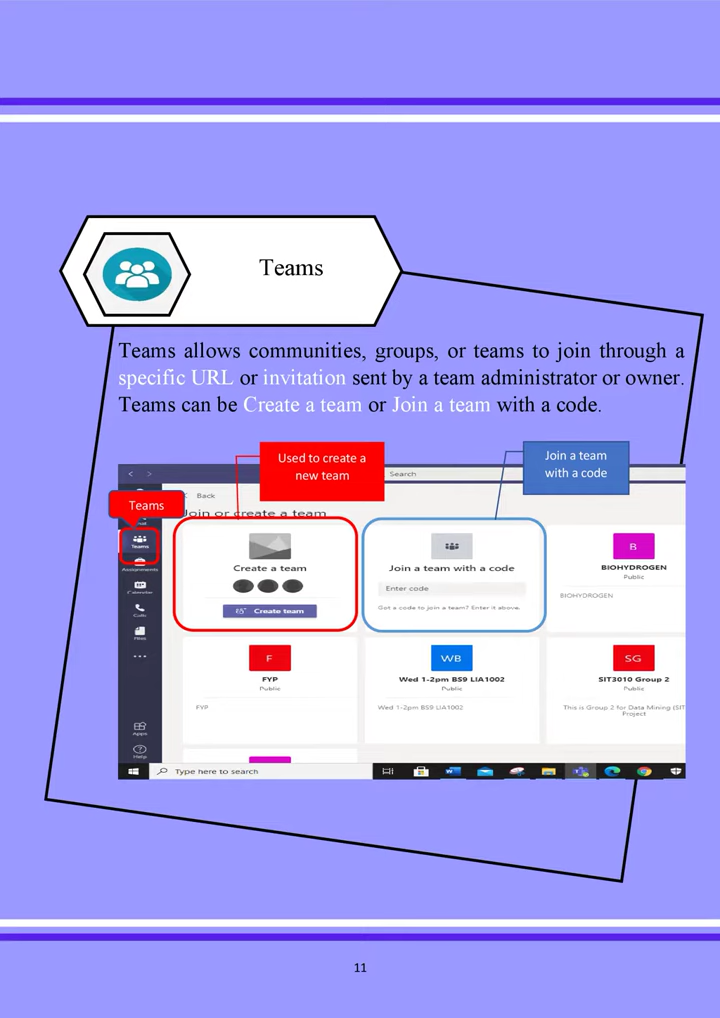 Teams
Teams allows communities, groups, or teams to join through a
specific URL or invitation sent by a team administrator or owner.
Teams can be Create a team or Join a team with a code.
Used to create a
new team
Join a team
with a code
Search
Teams
Back
Join or create a team
Teams
Assignments
Calendar
Calls
Files
Apps
Help
Create a team
Create team
Join a team with a code
Enter code
Got a code to join a team? Enter it above.
B
BIOHYDROGEN
Public
BIOHYDROGEN
F
FYP
Public
FYP
WB
Wed 1-2pm BS9 LIA1002
Public
Wed 1-2pm BS9 LIA1002
SG
SIT3010 Group 2
Public
This is Group 2 for Data Mining (SIT
Project
Type here to search
11